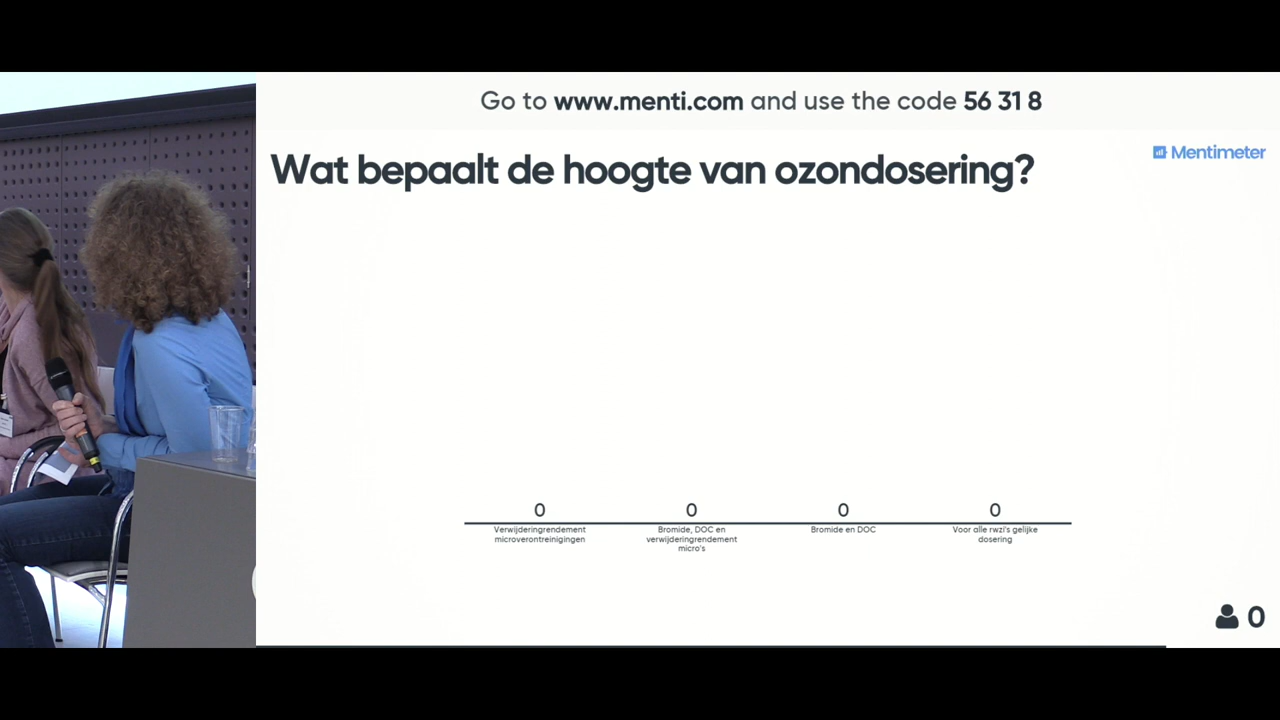 Go to www.menti.com and use the code 56 31 8
Wat bepaalt de hoogte van ozondosering?
Mentimeter
0 0 0 0
Verwijderingrendement
microverontreinigingen
Bromide, DOC en
verwijderingrendement
micro's
Bromide en DOC
Voor alle rwzi's gelijke
dosering
0